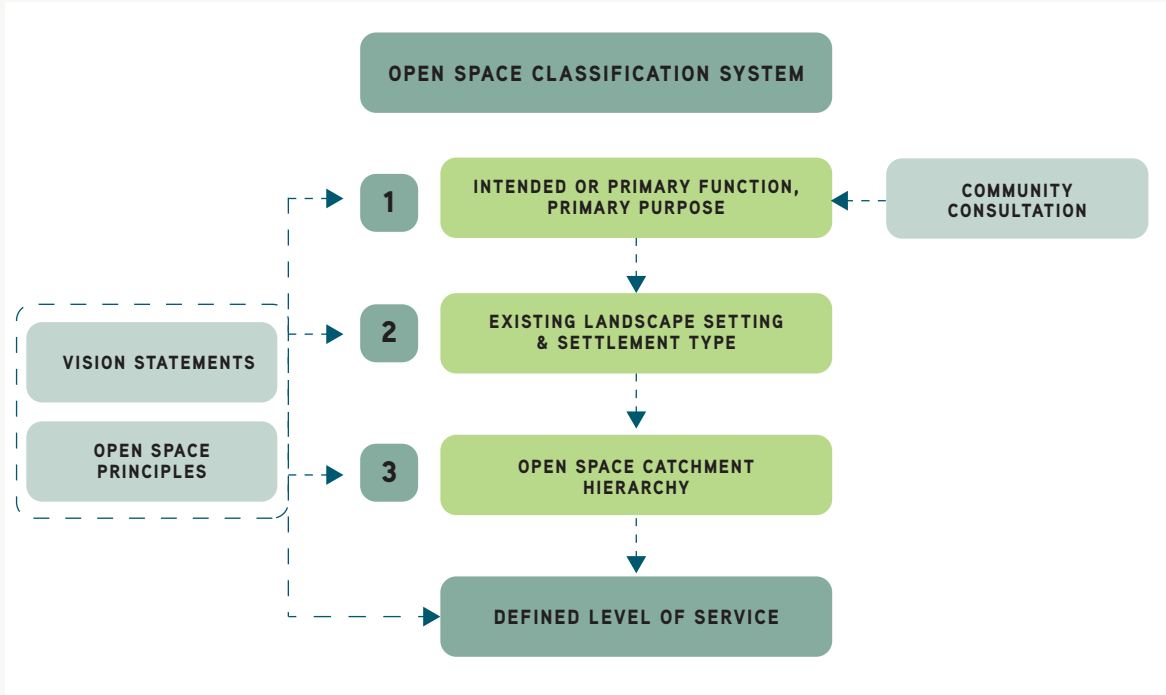 OPEN SPACE CLASSIFICATION SYSTEM
1
INTENDED OR PRIMARY FUNCTION,
PRIMARY PURPOSE
COMMUNITY
CONSULTATION
2
EXISTING LANDSCAPE SETTING
& SETTLEMENT TYPE
VISION STATEMENTS
OPEN SPACE
PRINCIPLES
3
OPEN SPACE CATCHMENT
HIERARCHY
DEFINED LEVEL OF SERVICE